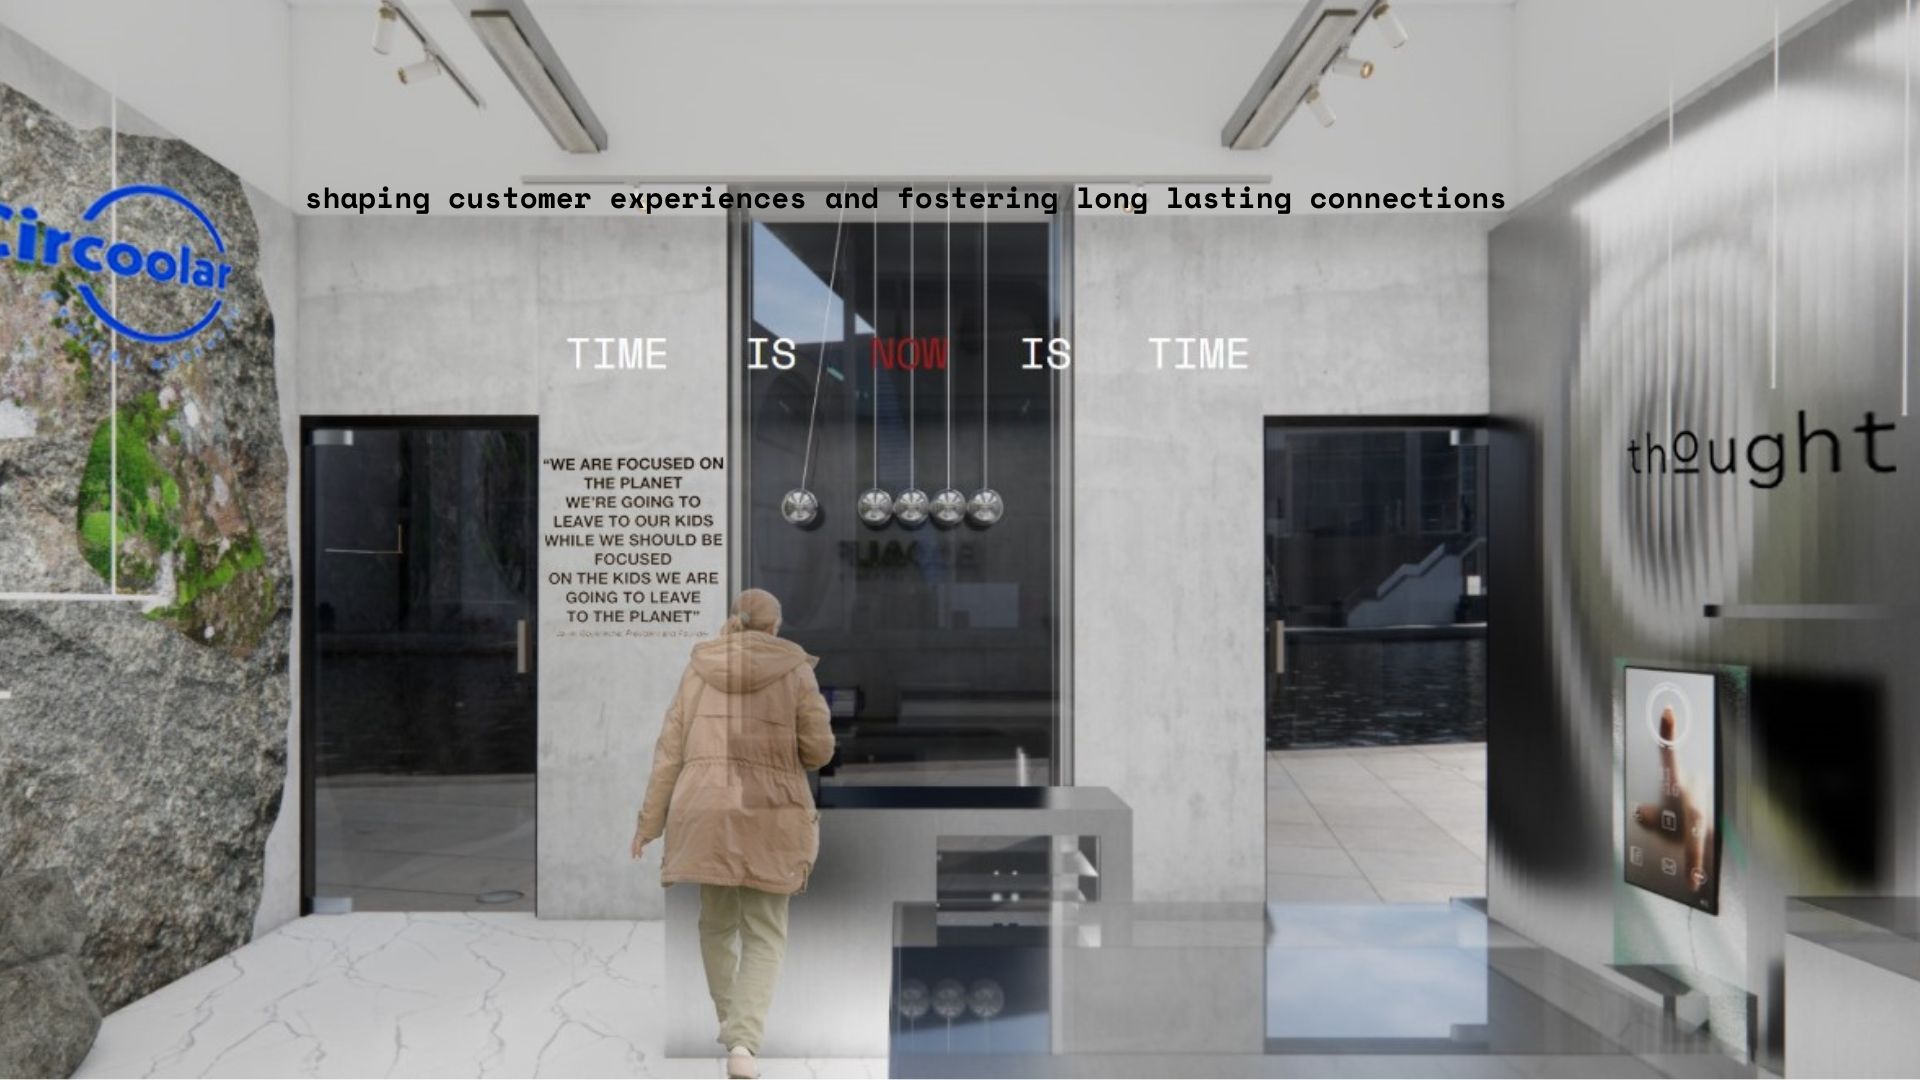 shaping customer experiences and fostering long lasting connections
Circoolar
TIME IS NOW IS TIME
thought
“WE ARE FOCUSED ON
THE PLANET
WE'RE GOING TO
LEAVE TO OUR KIDS
WHILE WE SHOULD BE
FOCUSED
ON THE KIDS WE ARE
GOING TO LEAVE
TO THE PLANET”